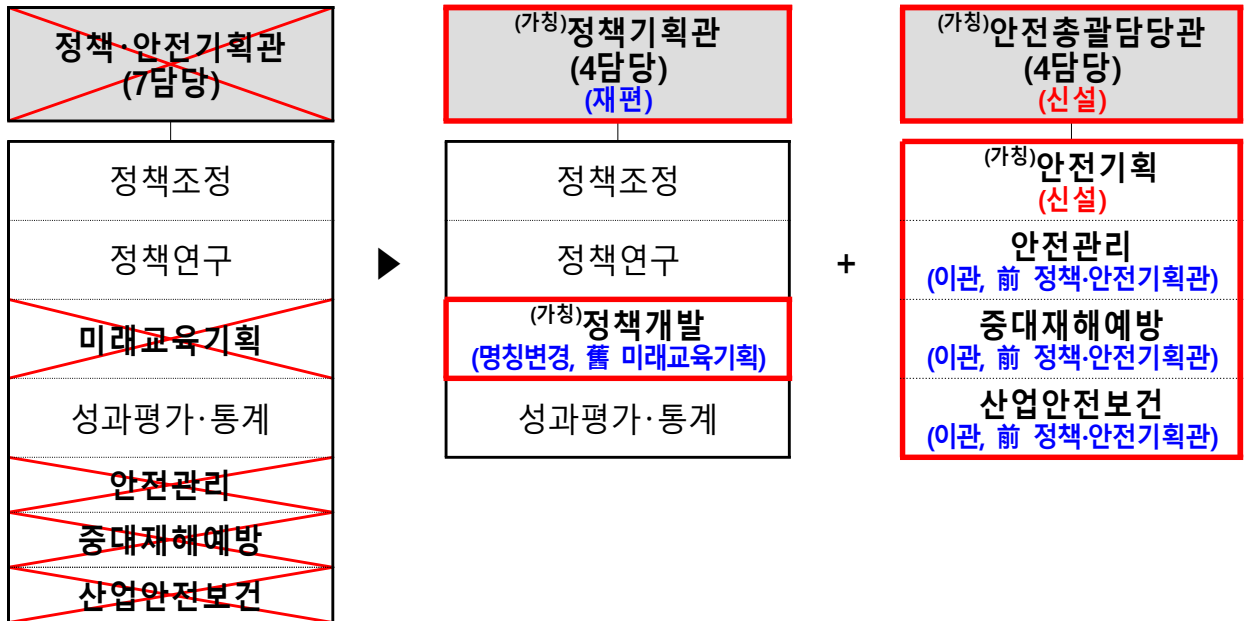 정책·안전기획관
(7담당)
정책조정
정책연구
미래교육기획
성과평가·통계
안전관리
중대재해예방
산업안전보건
▶
(가칭)정책기획관
(4담당)
(재편)
정책조정
정책연구
(가칭)정책개발
(명칭변경, 舊 미래교육기획)
성과평가·통계
+
(가칭)안전총괄담당관
(4담당)
(신설)
(가칭)안전기획
(신설)
안전관리
(이관, 前 정책·안전기획관)
중대재해예방
(이관, 前 정책·안전기획관)
산업안전보건
(이관, 前 정책·안전기획관)